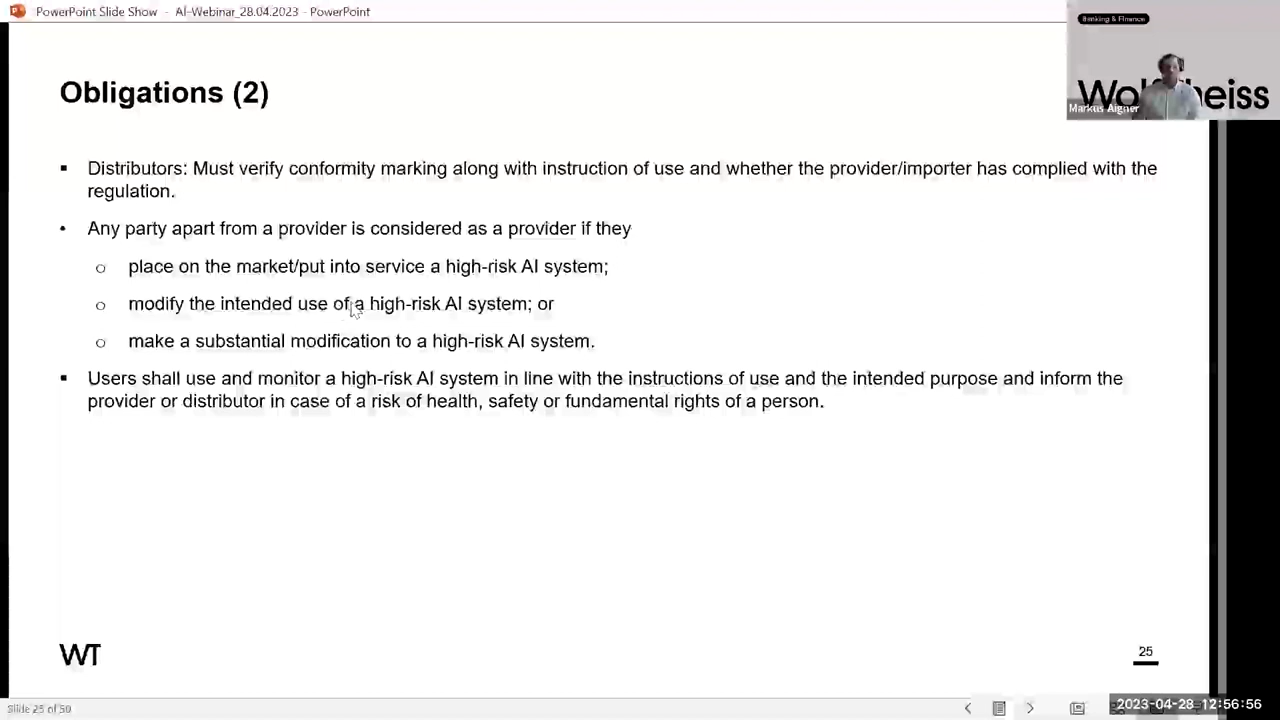 PowerPoint Slide Show - AI-Webinar_28.04.2023 - PowerPoint
Banking & Finance
Markus Aigner
Obligations (2)
▪ Distributors: Must verify conformity marking along with instruction of use and whether the provider/importer has complied with the
regulation.
• Any party apart from a provider is considered as a provider if they
o place on the market/put into service a high-risk AI system;
o modify the intended use of a high-risk AI system; or
o make a substantial modification to a high-risk AI system.
▪ Users shall use and monitor a high-risk AI system in line with the instructions of use and the intended purpose and inform the
provider or distributor in case of a risk of health, safety or fundamental rights of a person.
WT
25
Slide 25 of 50
2023-04-28 12:56:56